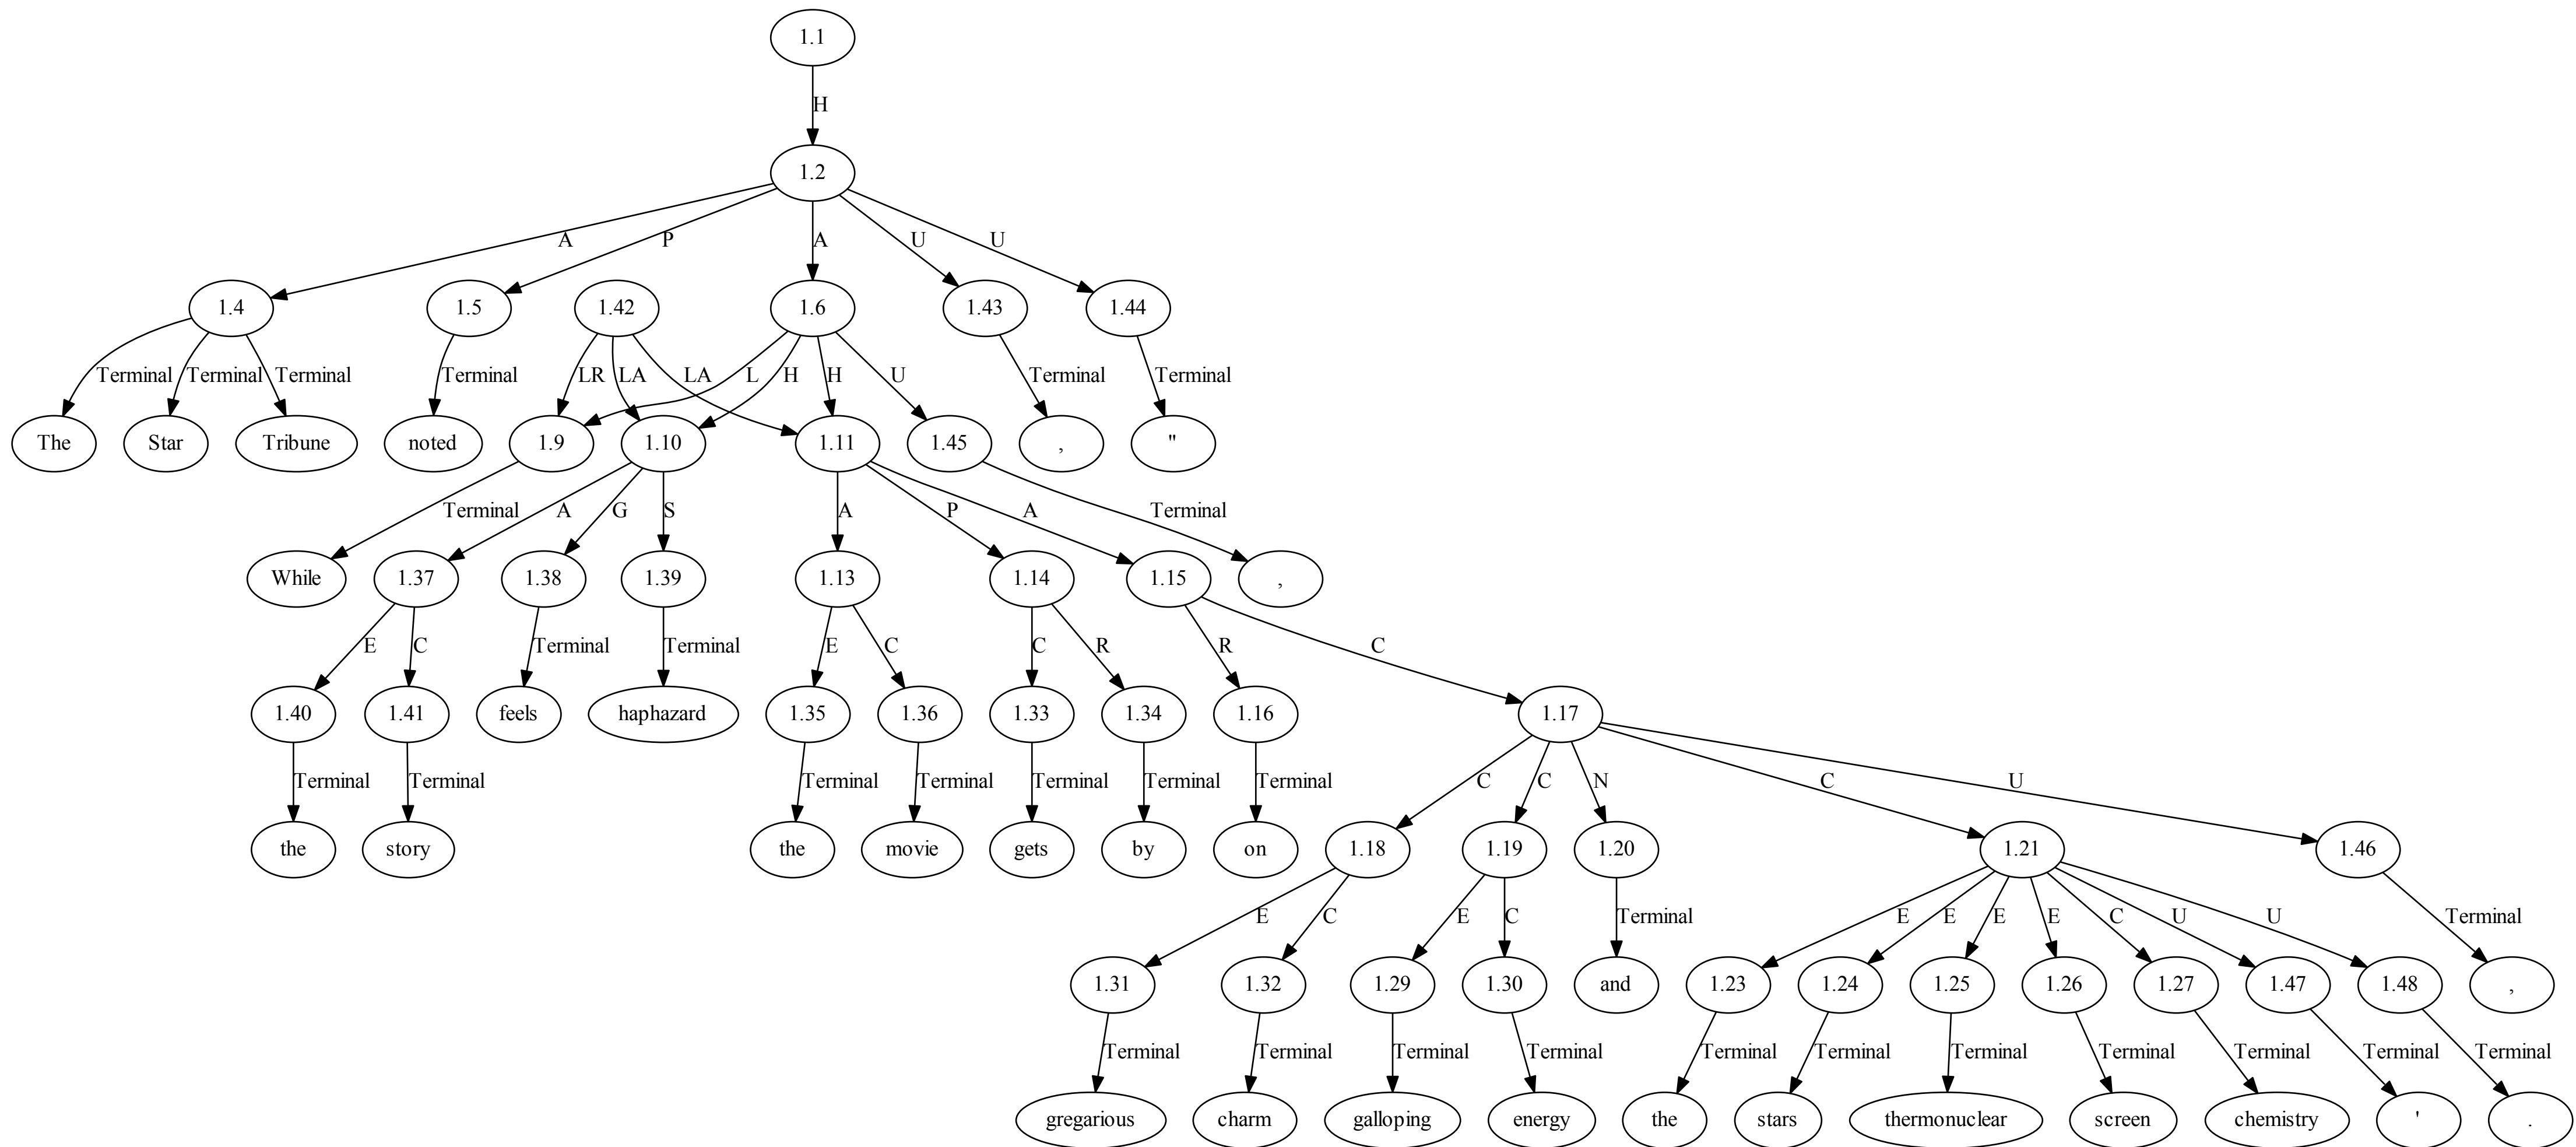 1.1
H
1.2
A P A U U
1.4 1.5 1.42 1.6 1.43 1.44
Terminal Terminal Terminal Terminal LR LA LA L H H U Terminal Terminal
The Star Tribune noted 1.9 1.10 1.11 1.45 , "
Terminal A G S A P A Terminal
While 1.37 1.38 1.39 1.13 1.14 1.15 ,
E C Terminal Terminal E C C R R C
1.40 1.41 feels haphazard 1.35 1.36 1.33 1.34 1.16 1.17
Terminal Terminal Terminal Terminal Terminal Terminal Terminal C C N C U
the story the movie gets by on 1.18 1.19 1.20 1.21 1.46
E C E C Terminal E E E E C U U Terminal
1.31 1.32 1.29 1.30 and 1.23 1.24 1.25 1.26 1.27 1.47 1.48 ,
Terminal Terminal Terminal Terminal Terminal Terminal Terminal Terminal Terminal Terminal Terminal
gregarious charm galloping energy the stars thermonuclear screen chemistry ' .